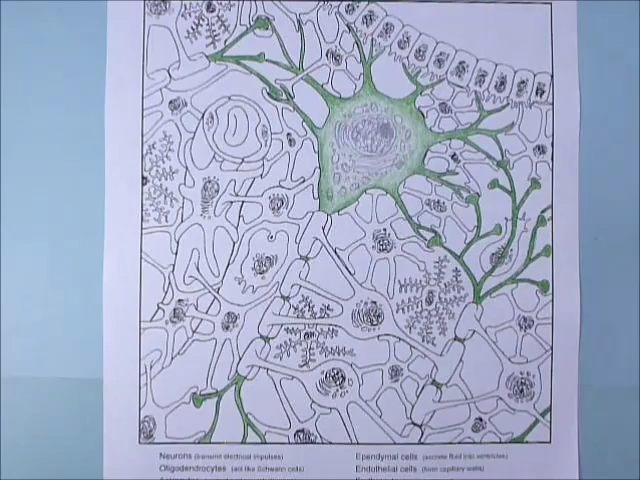 Neurons (transmit electrical impulses)
Ependymal cells (secrete fluid into ventricles)
Oligodendrocytes (act like Schwann cells)
Endothelial cells (form capillary walls)